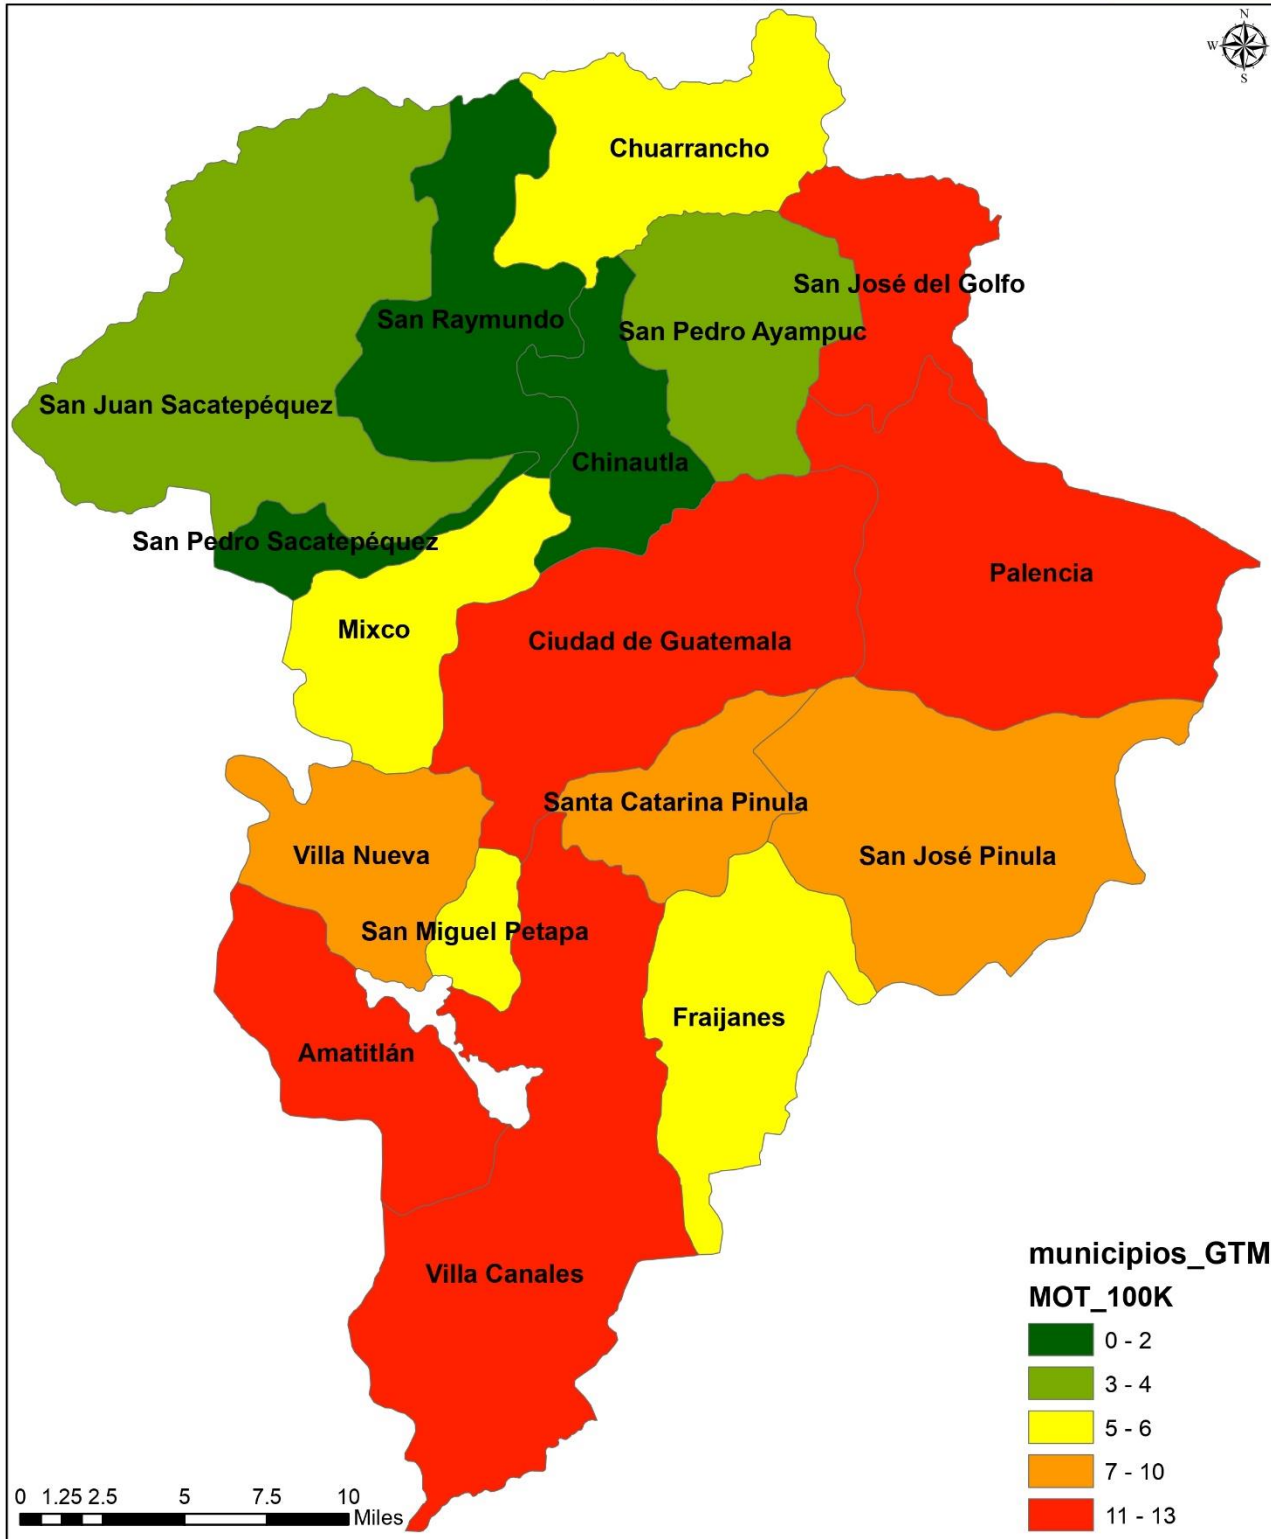 N
W
S
Chuarrancho
San José del Golfo
San Raymundo
San Pedro Ayampuc
San Juan Sacatepéquez
Chinautla
San Pedro Sacatepéquez
Palencia
Mixco
Ciudad de Guatemala
Santa Catarina Pinula
Villa Nueva
San José Pinula
San Miguel Petapa
Fraijanes
Amatitlán
Villa Canales
municipios_GTM
MOT_100K
0 - 2
3 - 4
5 - 6
7 - 10
11 - 13
0 1.25 2.5 5 7.5 10
Miles